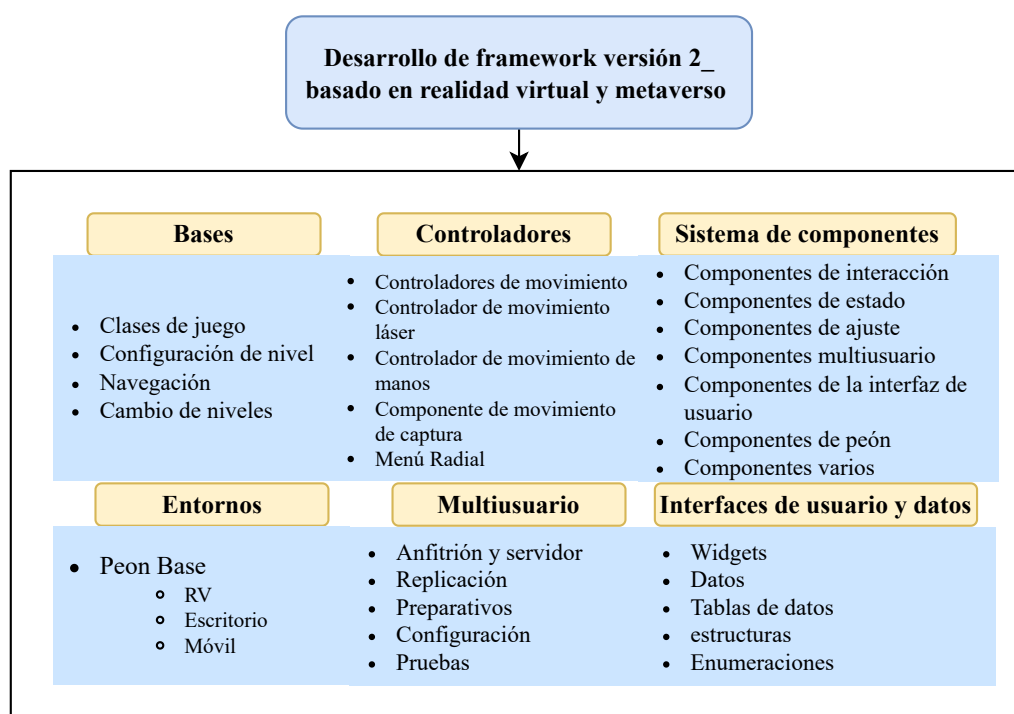 Desarrollo de framework versión 2_
basado en realidad virtual y metaverso
Bases
• Clases de juego
• Configuración de nivel
• Navegación
• Cambio de niveles
Controladores
• Controladores de movimiento
• Controlador de movimiento
láser
• Controlador de movimiento de
manos
• Componente de movimiento
de captura
• Menú Radial
Sistema de componentes
• Componentes de interacción
• Componentes de estado
• Componentes de ajuste
• Componentes multiusuario
• Componentes de la interfaz de
usuario
• Componentes de peón
• Componentes varios
Entornos
• Peon Base
o RV
o Escritorio
o Móvil
Multiusuario
• Anfitrión y servidor
• Replicación
• Preparativos
• Configuración
• Pruebas
Interfaces de usuario y datos
• Widgets
• Datos
• Tablas de datos
• estructuras
• Enumeraciones